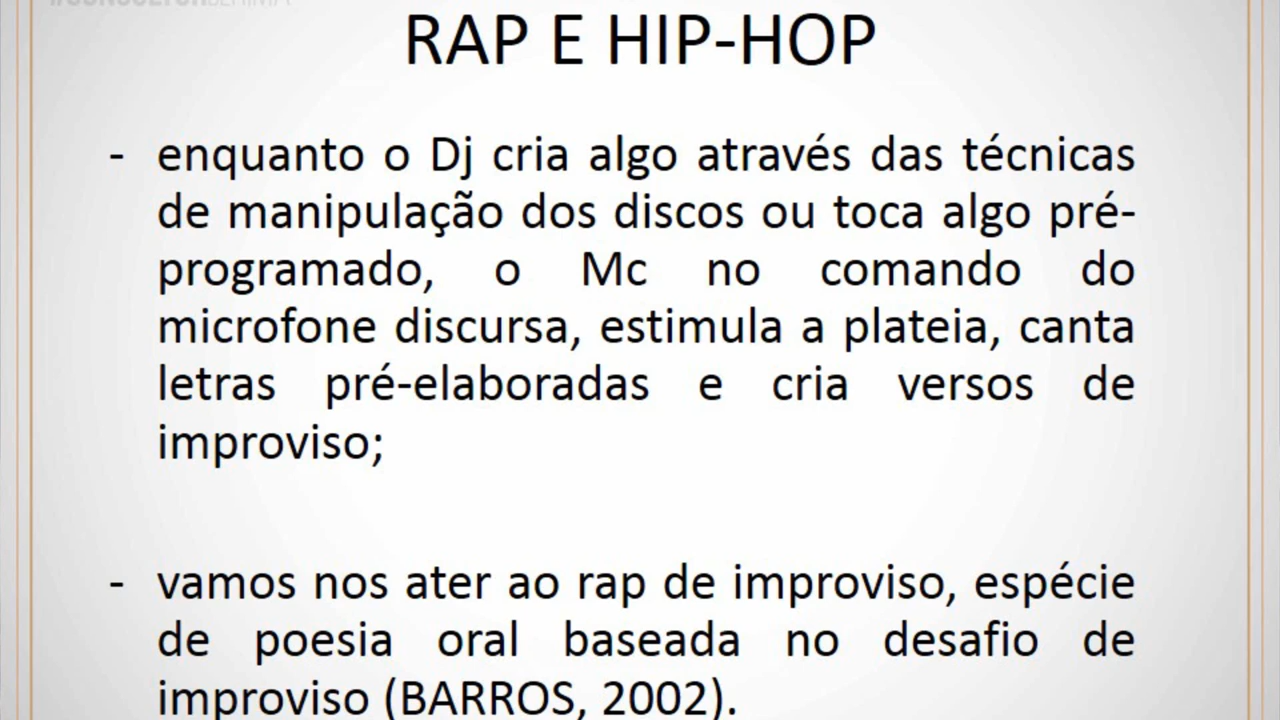 RAP E HIP-HOP
- enquanto o Dj cria algo através das técnicas
de manipulação dos discos ou toca algo pré-
programado, o Mc no comando do
microfone discursa, estimula a plateia, canta
letras pré-elaboradas e cria versos de
improviso;
- vamos nos ater ao rap de improviso, espécie
de poesia oral baseada no desafio de
improviso (BARROS, 2002).